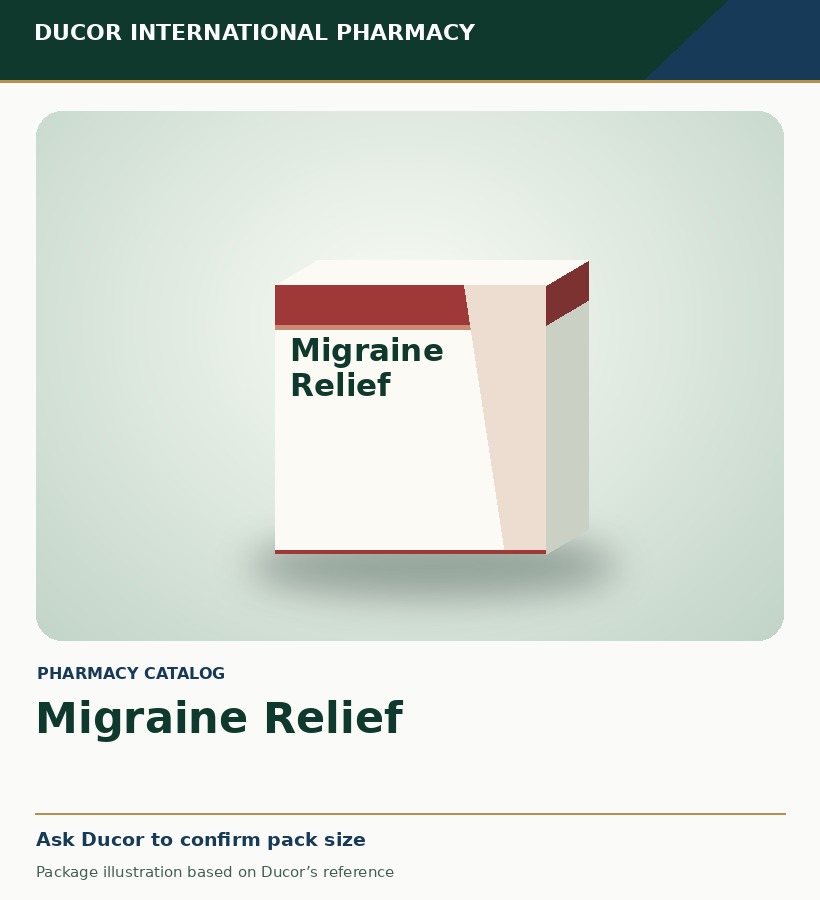 DUCOR INTERNATIONAL PHARMACY
Migraine
Relief
PHARMACY CATALOG
Migraine Relief
Ask Ducor to confirm pack size
Package illustration based on Ducor’s reference